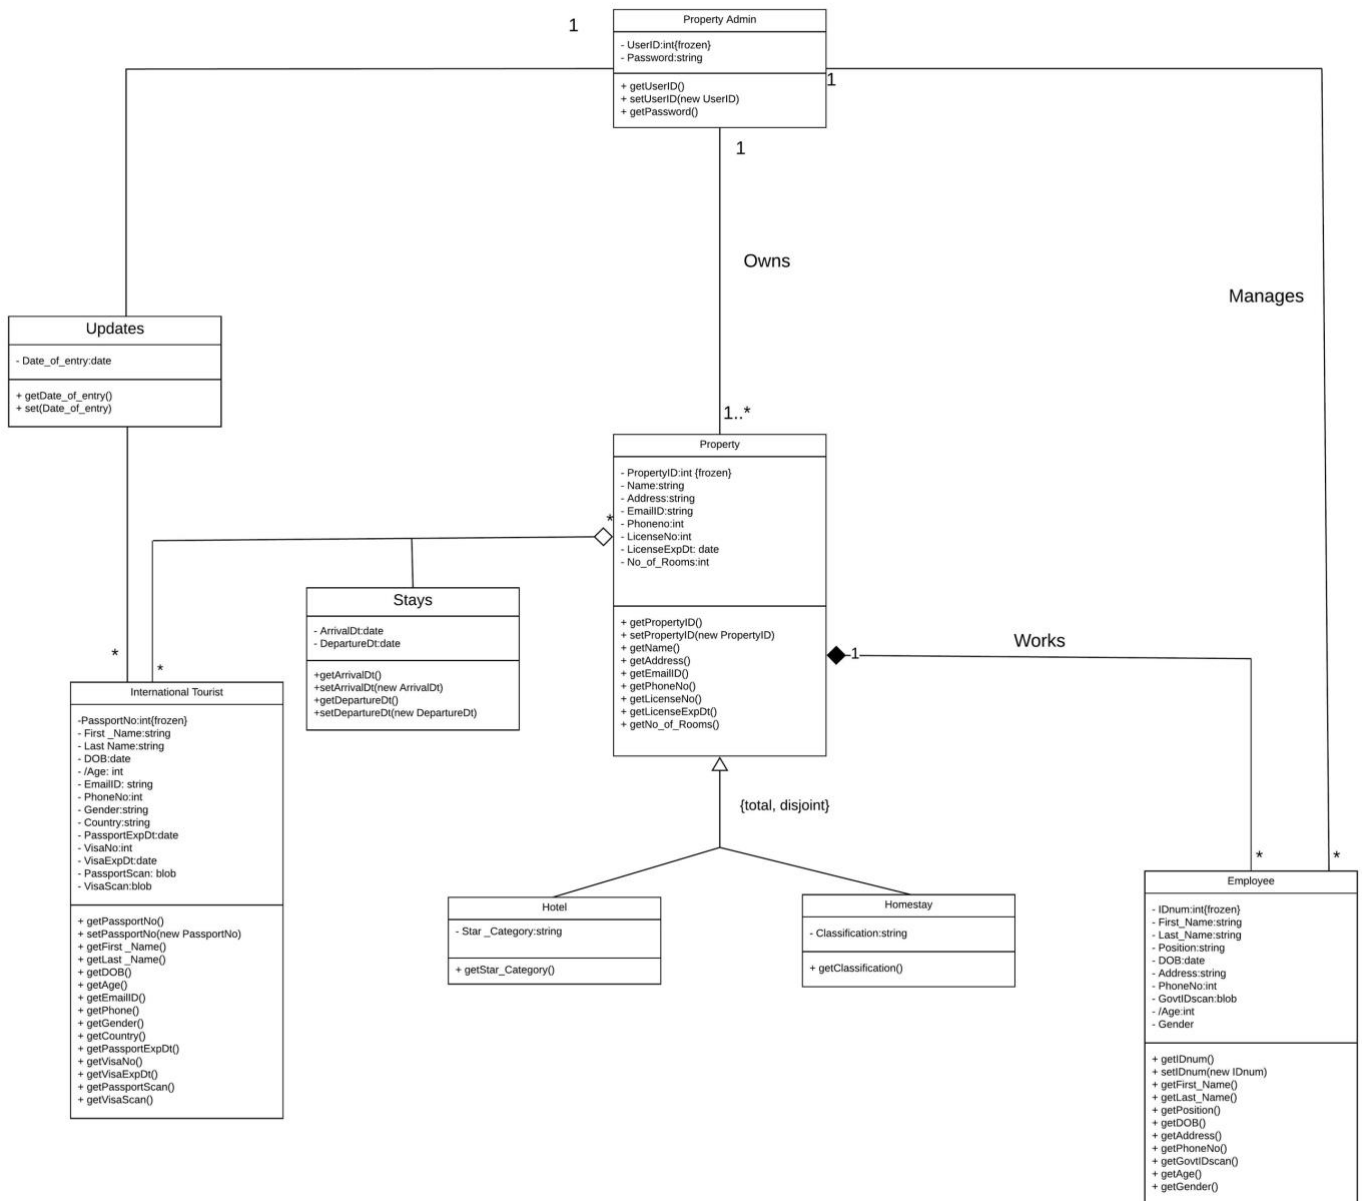 Property Admin
- UserID:int{frozen}
- Password:string
+ getUserID()
+ setUserID(new UserID)
+ getPassword()
1
1
1
Owns
Manages
1..*
Updates
- Date_of_entry:date
+ getDate_of_entry()
+ set(Date_of_entry)
Property
- PropertyID:int {frozen}
- Name:string
- Address:string
- EmailID:string
- Phoneno:int
- LicenseNo:int
- LicenseExpDt: date
- No_of_Rooms:int
+ getPropertyID()
+ setPropertyID(new PropertyID)
+ getName()
+ getAddress()
+ getEmailID()
+ getPhoneNo()
+ getLicenseNo()
+ getLicenseExpDt()
+ getNo_of_Rooms()
*
Stays
- ArrivalDt:date
- DepartureDt:date
+getArrivalDt()
+setArrivalDt(new ArrivalDt)
+getDepartureDt()
+setDepartureDt(new DepartureDt)
1
Works
*
*
International Tourist
-PassportNo:int{frozen}
- First _Name:string
- Last Name:string
- DOB:date
- /Age: int
- EmailID: string
- PhoneNo:int
- Gender:string
- Country:string
- PassportExpDt:date
- VisaNo:int
- VisaExpDt:date
- PassportScan: blob
- VisaScan:blob
+ getPassportNo()
+ setPassportNo(new PassportNo)
+ getFirst _Name()
+ getLast _Name()
+ getDOB()
+ getAge()
+ getEmailID()
+ getPhone()
+ getGender()
+ getCountry()
+ getPassportExpDt()
+ getVisaNo()
+ getVisaExpDt()
+ getPassportScan()
+ getVisaScan()
{total, disjoint}
Hotel
- Star _Category:string
+ getStar_Category()
Homestay
- Classification:string
+ getClassification()
*
*
Employee
- IDnum:int{frozen}
- First_Name:string
- Last_Name:string
- Position:string
- DOB:date
- Address:string
- PhoneNo:int
- GovtIDscan:blob
- /Age:int
- Gender
+ getIDnum()
+ setIDnum(new IDnum)
+ getFirst_Name()
+ getLast_Name()
+ getPosition()
+ getDOB()
+ getAddress()
+ getPhoneNo()
+ getGovtIDscan()
+ getAge()
+ getGender()